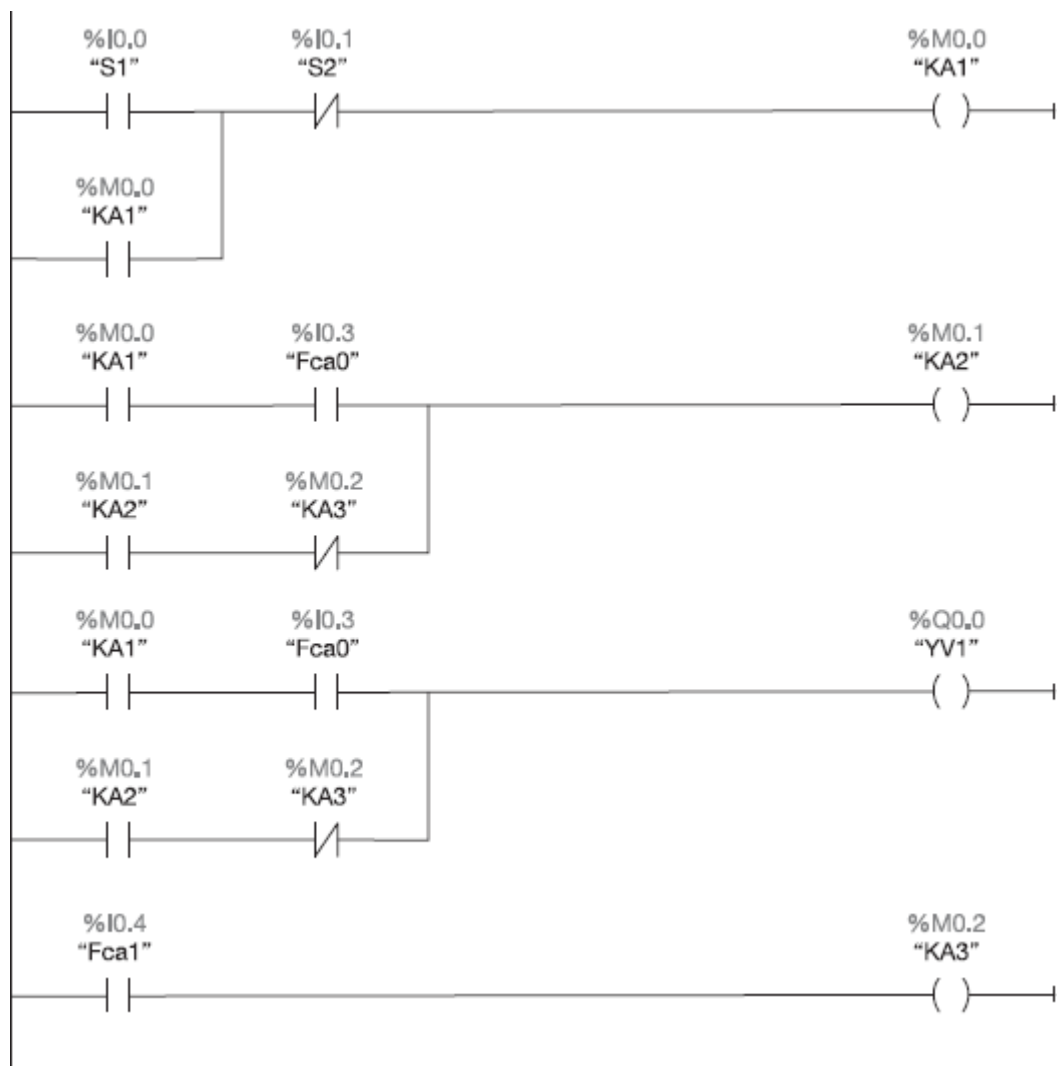 %I0.0 %I0.1 %M0.0
“S1” “S2” “KA1”
%M0.0
“KA1”
%M0.0 %I0.3 %M0.1
“KA1” “Fca0” “KA2”
%M0.1 %M0.2
“KA2” “KA3”
%M0.0 %I0.3 %Q0.0
“KA1” “Fca0” “YV1”
%M0.1 %M0.2
“KA2” “KA3”
%I0.4 %M0.2
“Fca1” “KA3”